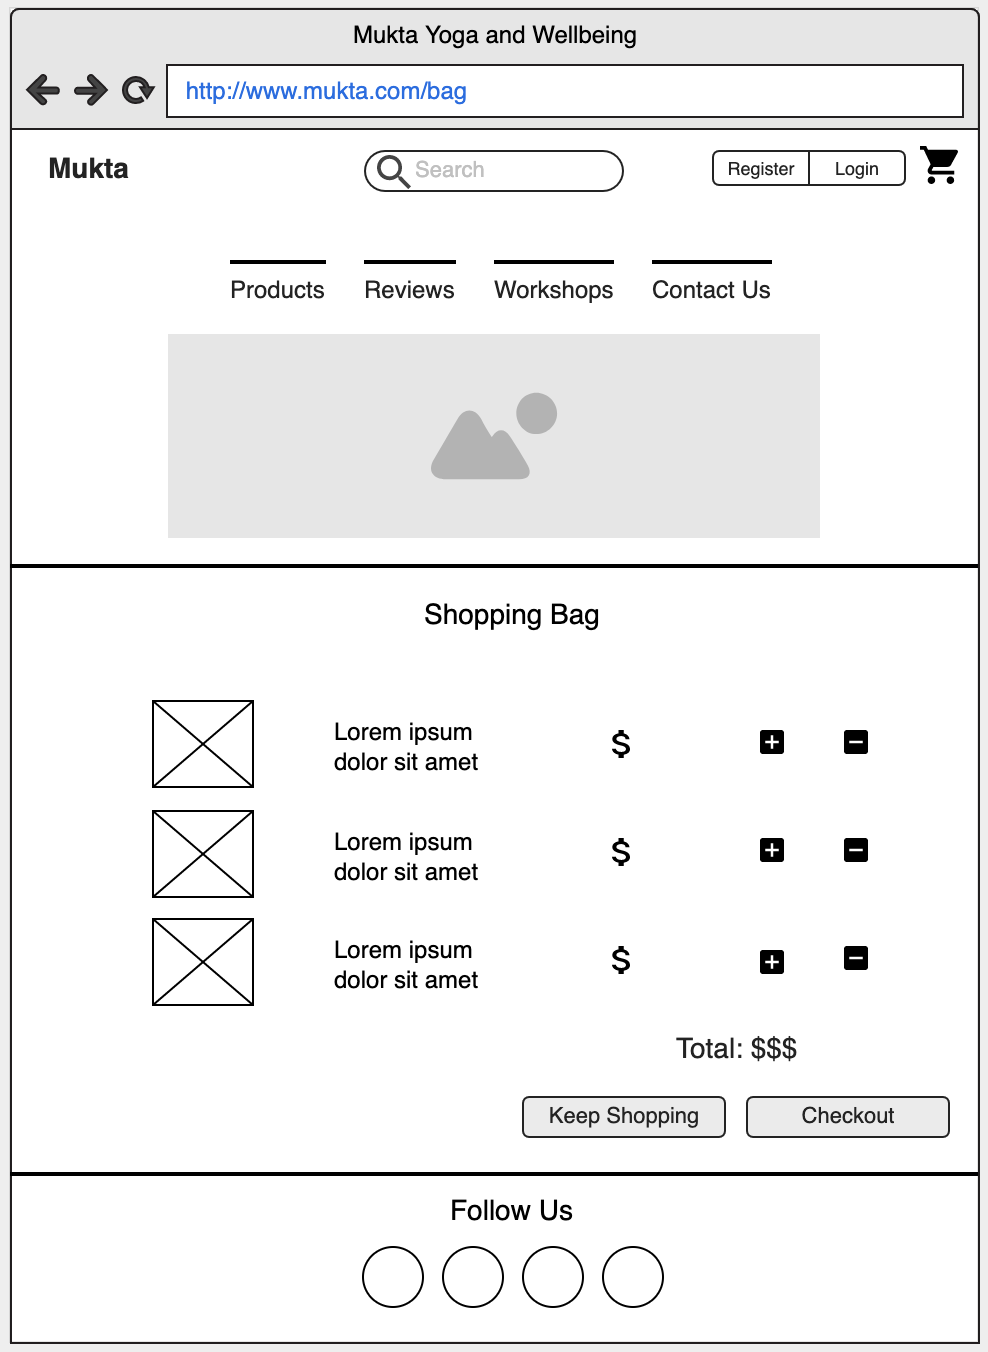 Mukta Yoga and Wellbeing
http://www.mukta.com/bag
Mukta
Search
Register
Login
Products
Reviews
Workshops
Contact Us
Shopping Bag
Lorem ipsum
dolor sit amet
$
Lorem ipsum
dolor sit amet
$
Lorem ipsum
dolor sit amet
$
Total: $$$
Keep Shopping
Checkout
Follow Us